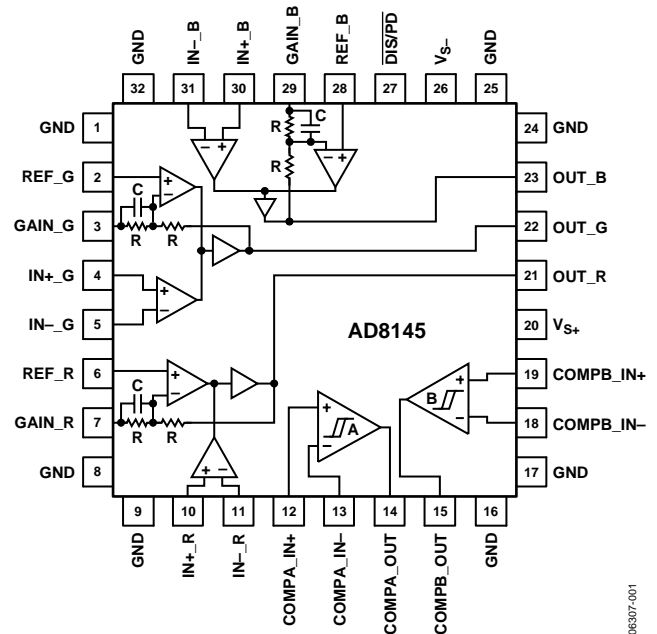 GND
IN–_B
IN+_B
GAIN_B
REF_B
DIS/PD
VS–
GND
32
31
30
29
28
27
26
25
GND 1
REF_G 2
GAIN_G 3
IN+_G 4
IN–_G 5
REF_R 6
GAIN_R 7
GND 8
24 GND
23 OUT_B
22 OUT_G
21 OUT_R
20 VS+
19 COMPB_IN+
18 COMPB_IN–
17 GND
R
C
– +
R
– +
C
+
–
R
R
+
–
AD8145
C
+
–
R
R
+ –
+
A
–
+
B
–
9
10
11
12
13
14
15
16
GND
IN+_R
IN–_R
COMPA_IN+
COMPA_IN–
COMPA_OUT
COMPB_OUT
GND
06307-001